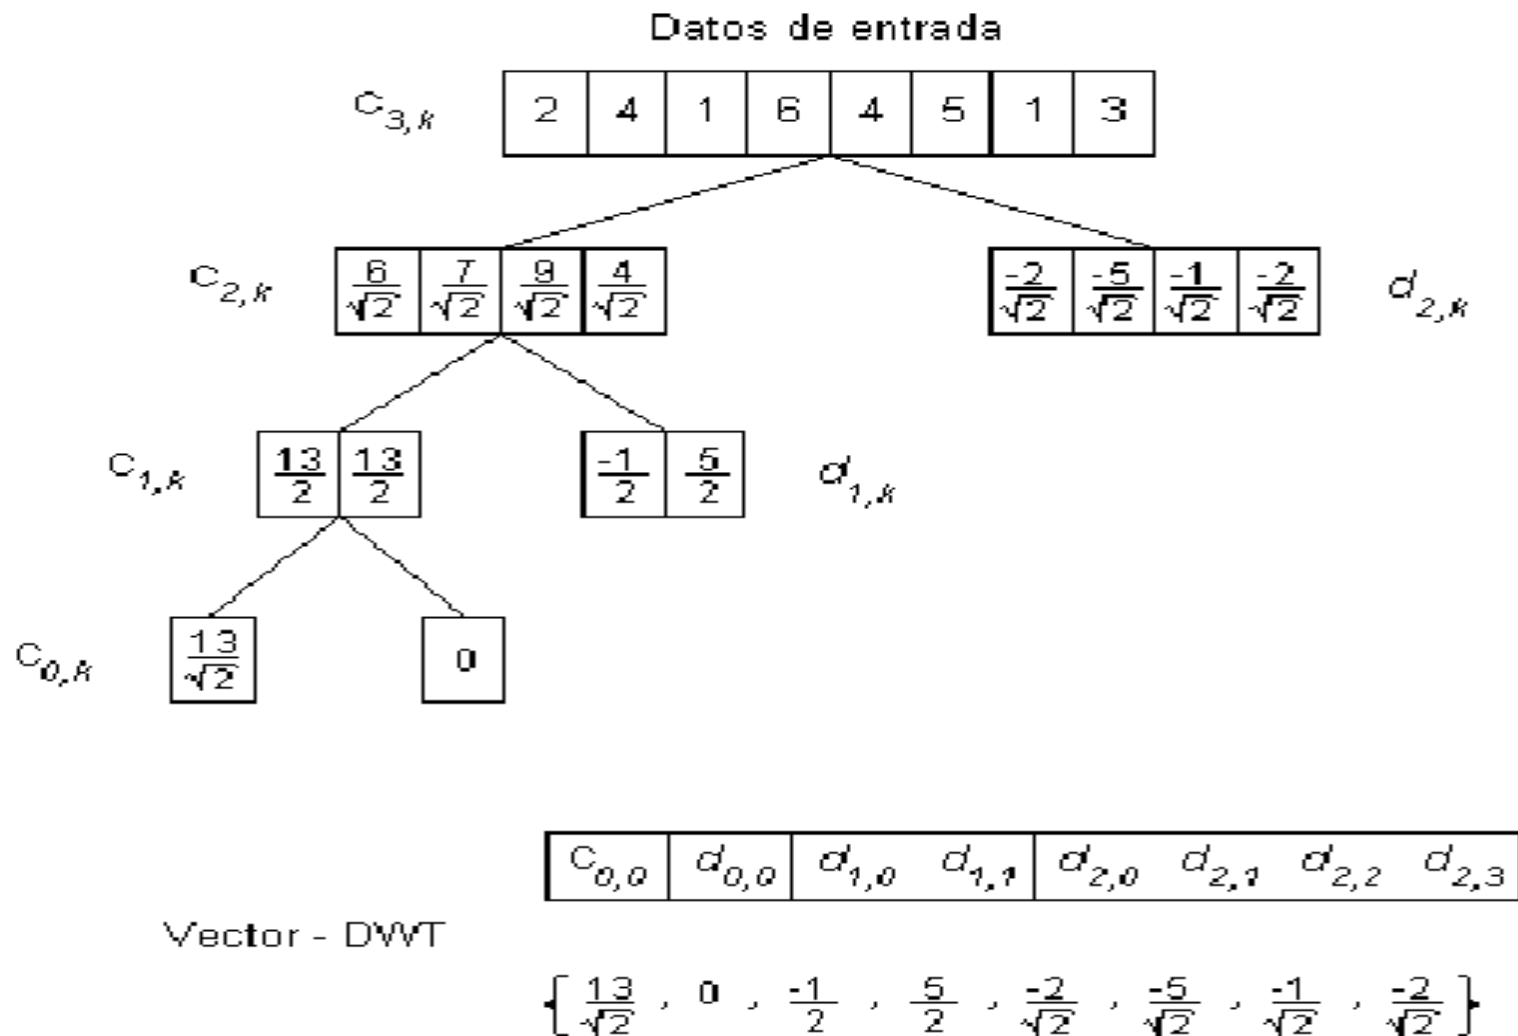 Datos de entrada
C3,k 2 4 1 6 4 5 1 3
C2,k 6/√2 7/√2 9/√2 4/√2 -2/√2 -5/√2 -1/√2 -2/√2 d2,k
C1,k 13/2 13/2 -1/2 5/2 d1,k
C0,k 13/√2 0
C0,0 d0,0 d1,0 d1,1 d2,0 d2,1 d2,2 d2,3
Vector - DWT
{ 13/√2 , 0 , -1/2 , 5/2 , -2/√2 , -5/√2 , -1/√2 , -2/√2 }